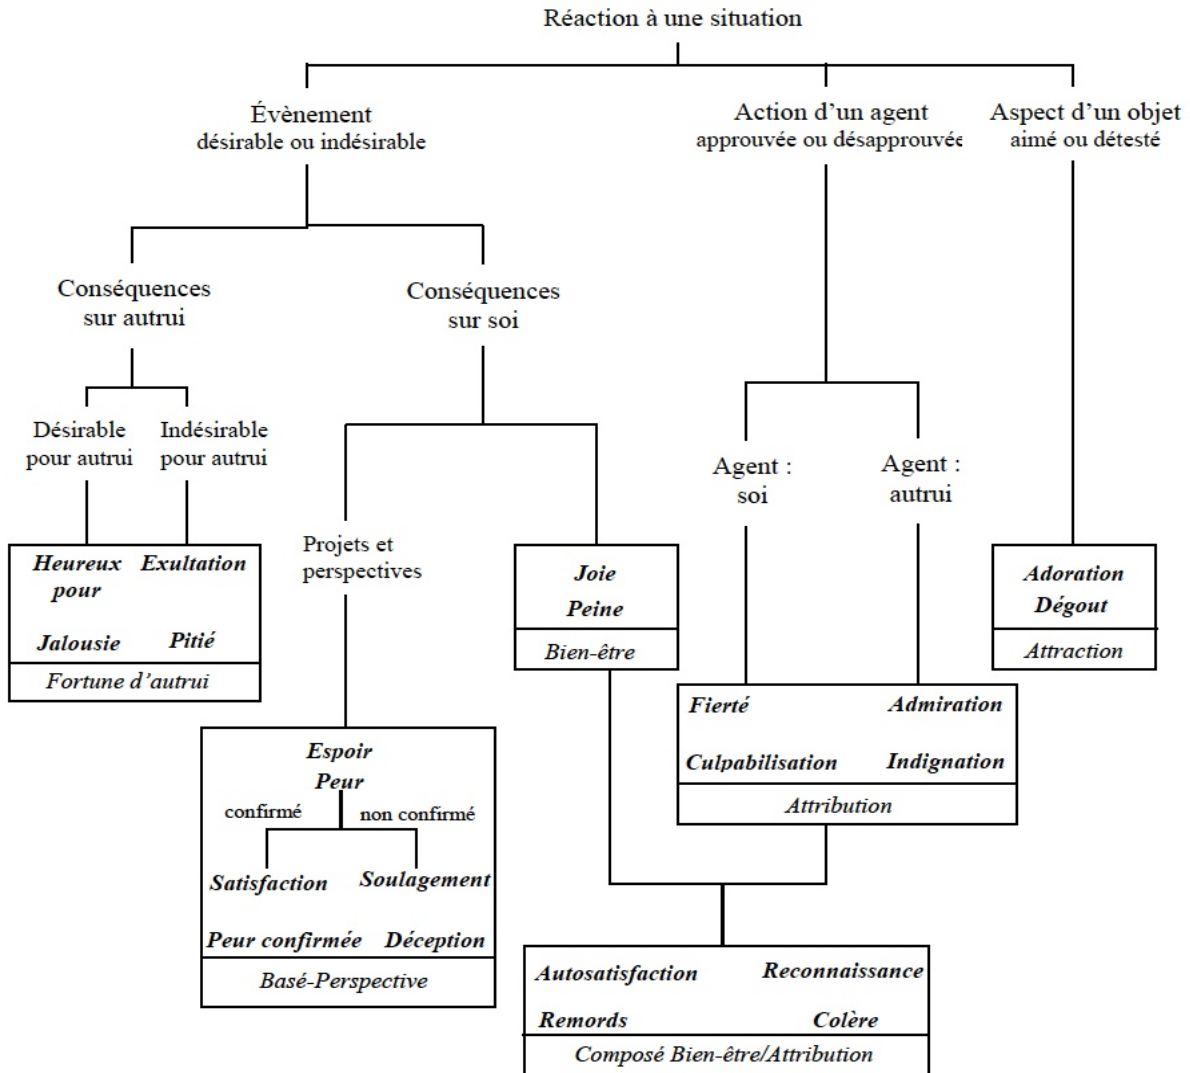 Réaction à une situation
Évènement
désirable ou indésirable
Action d'un agent
approuvée ou désapprouvée
Aspect d'un objet
aimé ou détesté
Conséquences
sur autrui
Conséquences
sur soi
Désirable
pour autrui
Indésirable
pour autrui
Agent :
soi
Agent :
autrui
Heureux
pour
Exultation
Jalousie
Pitié
Fortune d'autrui
Projets et
perspectives
Joie
Peine
Bien-être
Adoration
Dégout
Attraction
Fierté
Admiration
Culpabilisation
Indignation
Attribution
Espoir
Peur
confirmé
non confirmé
Satisfaction
Soulagement
Peur confirmée
Déception
Basé-Perspective
Autosatisfaction
Reconnaissance
Remords
Colère
Composé Bien-être/Attribution